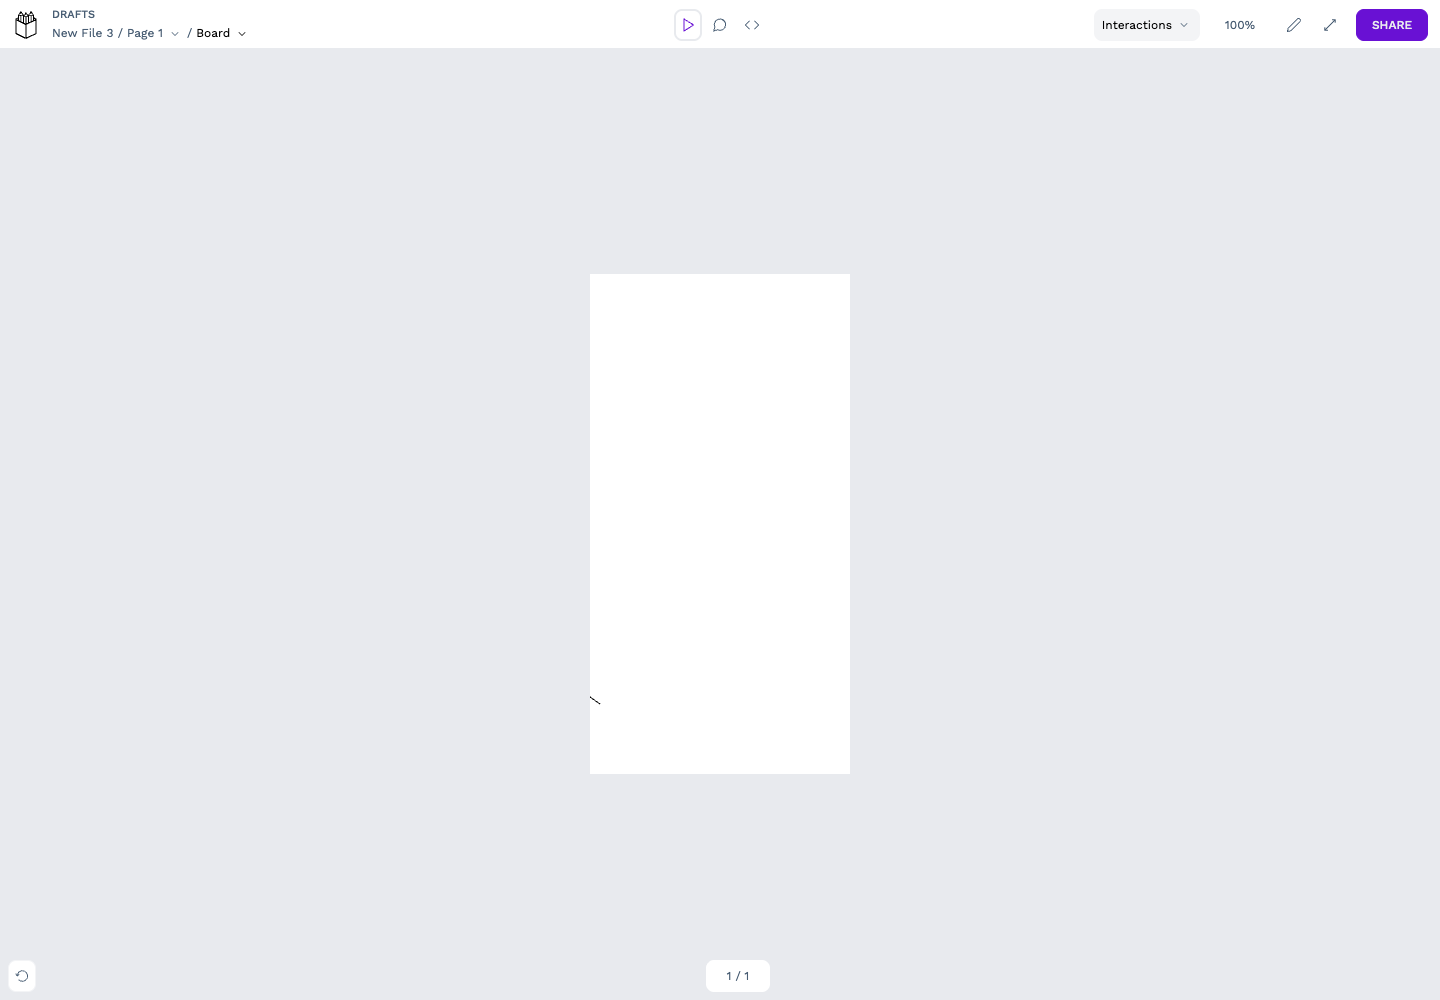 DRAFTS
New File 3 / Page 1 / Board
Interactions
100%
SHARE
1 / 1